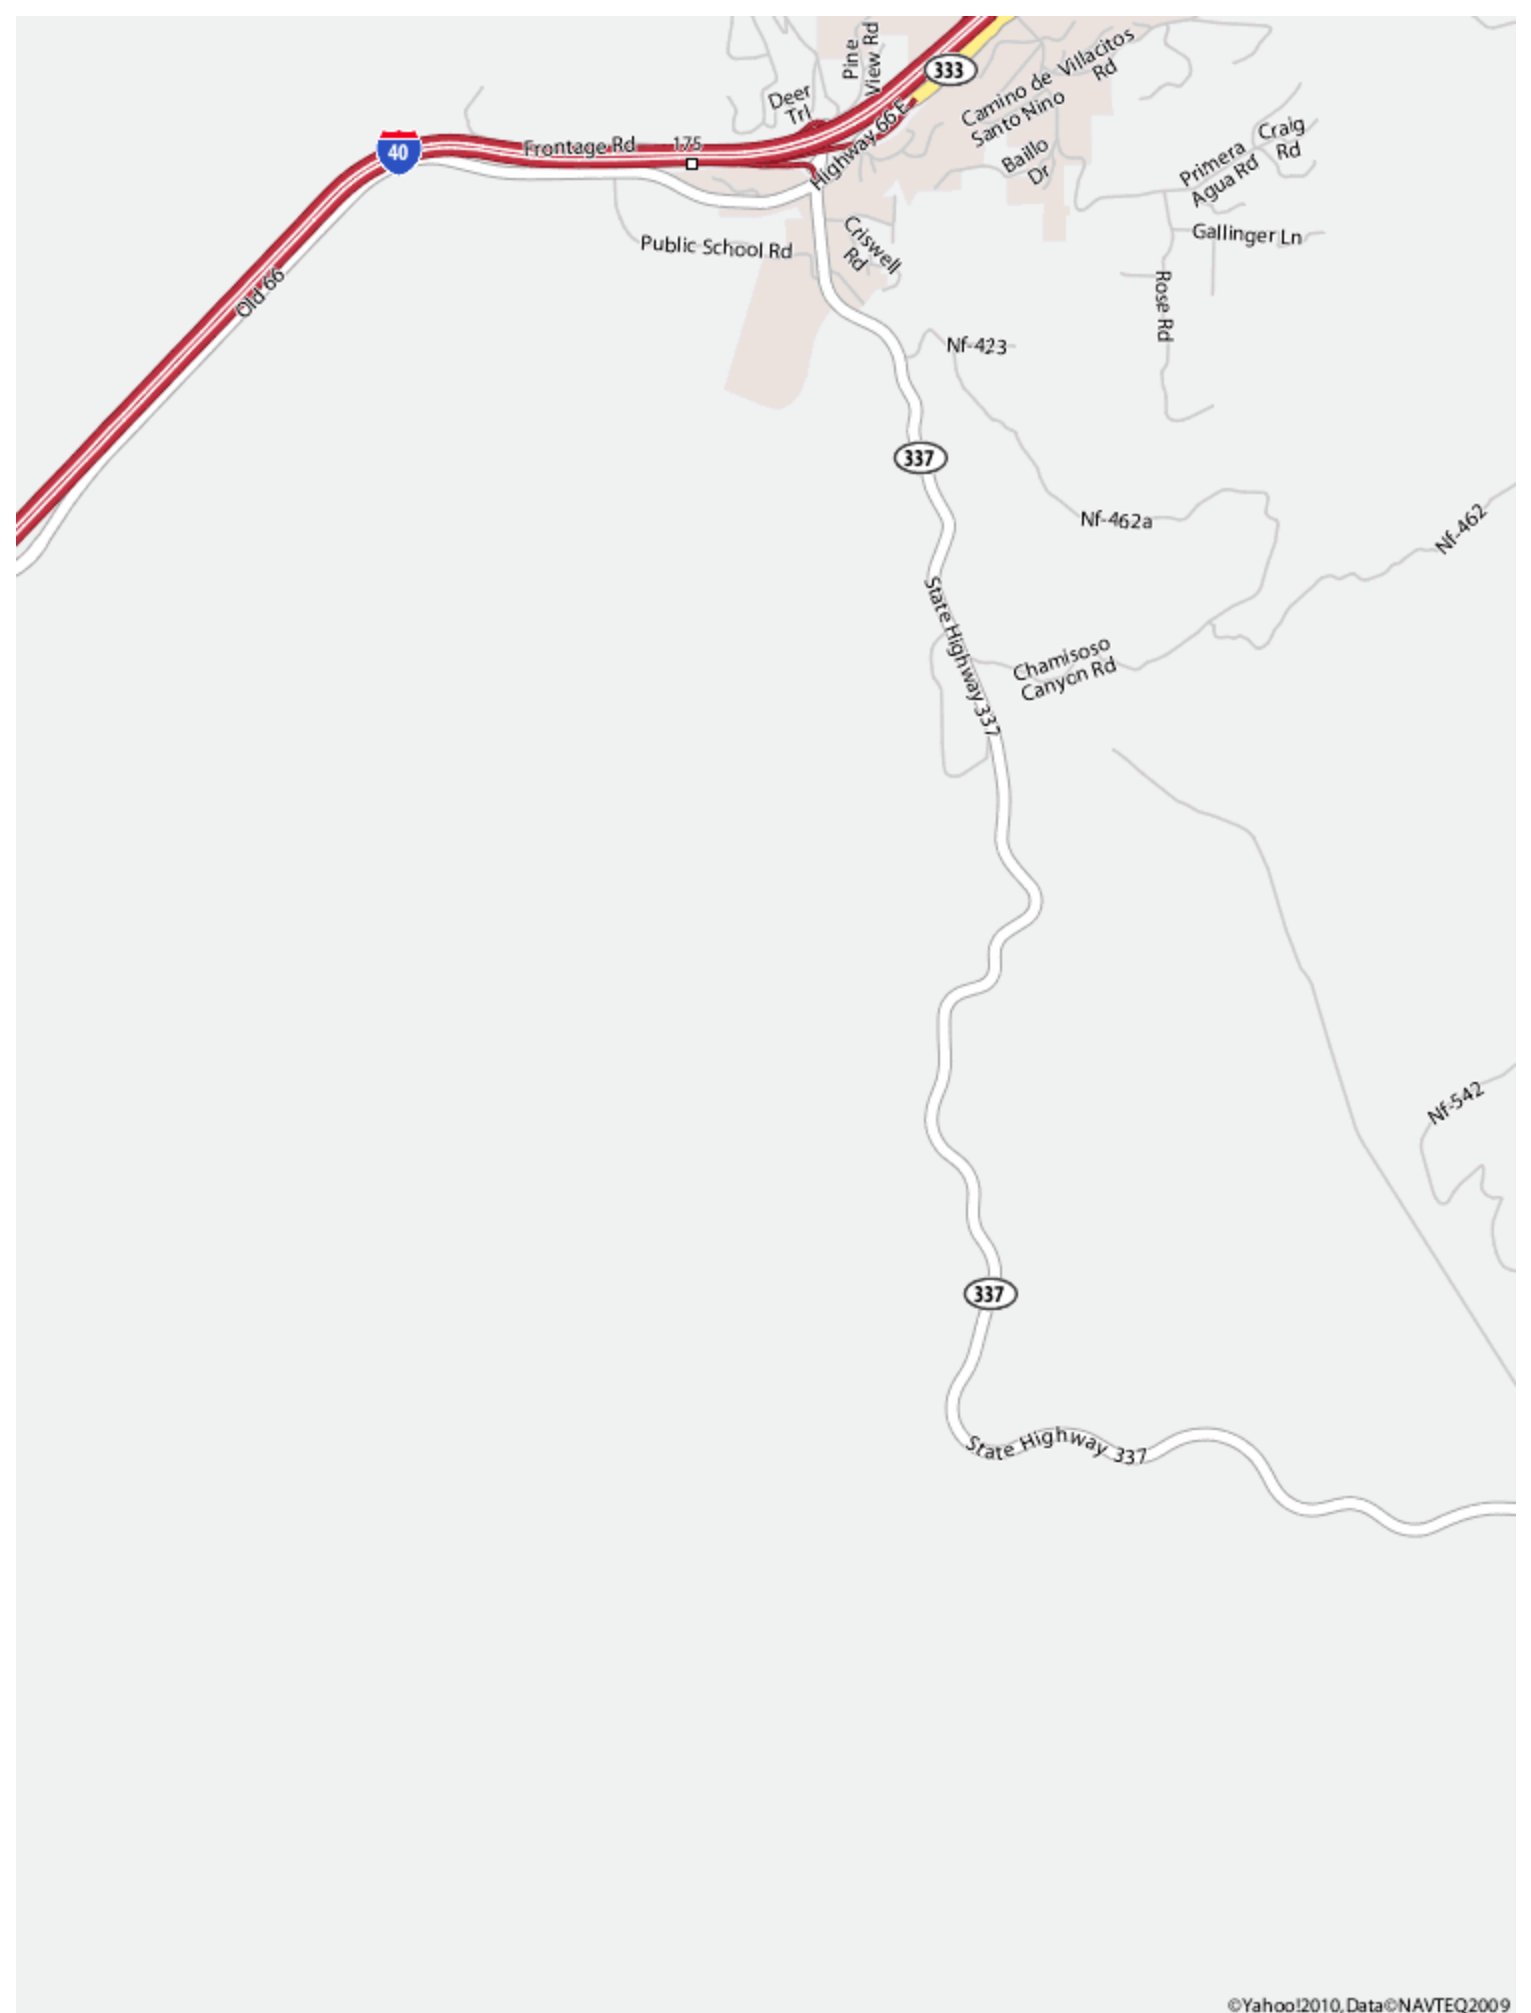 Pine
View Rd
333
Camino de Villacitos
Rd
Santo Nino
Deer
Trl
Highway 66 E
40
Frontage Rd
175
Craig
Rd
Baillo
Dr
Primera
Agua Rd
Public School Rd
Criswell
Rd
Gallinger Ln
Old 66
Rose Rd
Nf-423
337
Nf-462a
Nf-462
State Highway 337
Chamisoso
Canyon Rd
Nf-542
337
State Highway 337
©Yahoo!2010, Data©NAVTEQ2009